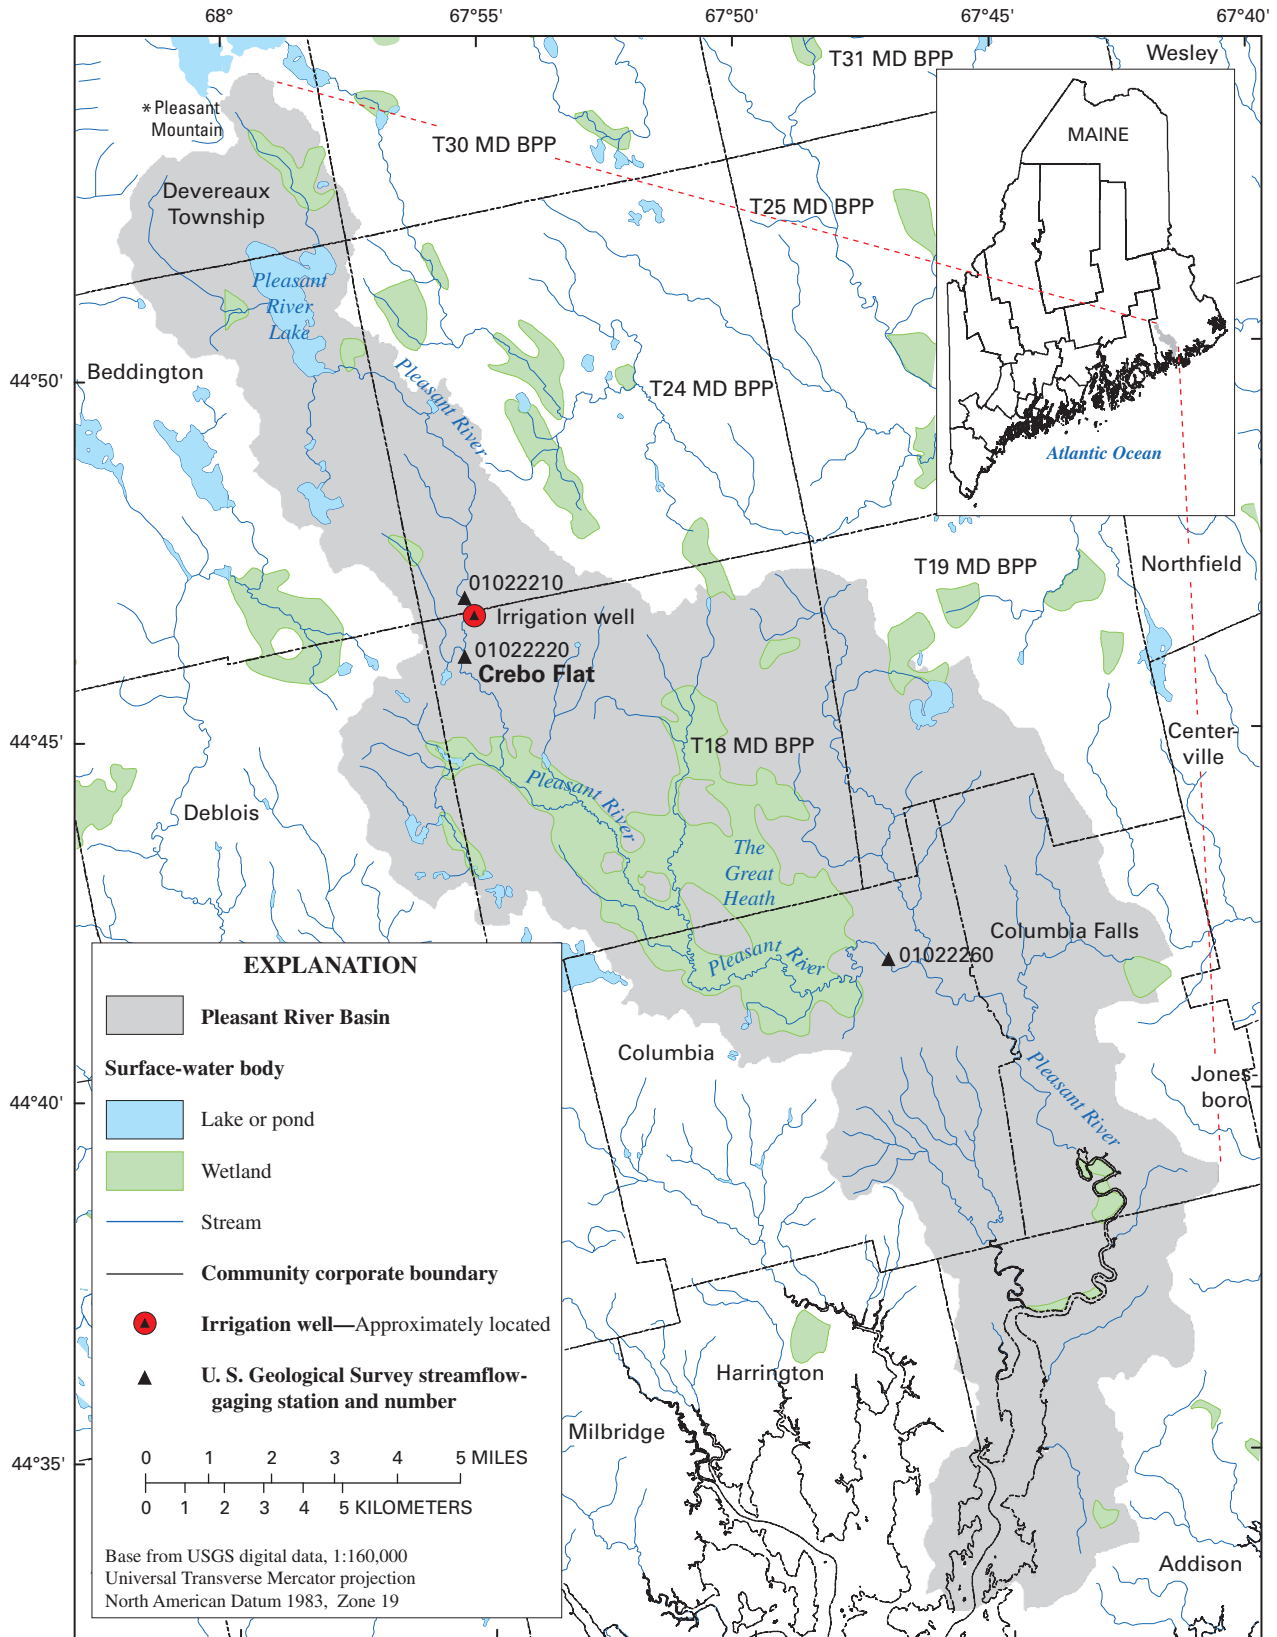 68°
67°55'
67°50'
67°45'
67°40'
T31 MD BPP
Wesley
* Pleasant
Mountain
T30 MD BPP
MAINE
Devereaux
Township
T25 MD BPP
Pleasant
River
Lake
Beddington
44°50'
Pleasant River
T24 MD BPP
Atlantic Ocean
01022210
T19 MD BPP
Northfield
Irrigation well
01022220
Crebo Flat
44°45'
T18 MD BPP
Center-
ville
Pleasant River
Deblois
The
Great
Heath
Columbia Falls
Pleasant River
01022260
Columbia
Pleasant River
Jones-
boro
44°40'
EXPLANATION
Pleasant River Basin
Surface-water body
Lake or pond
Wetland
Stream
Community corporate boundary
Irrigation well—Approximately located
U. S. Geological Survey streamflow-
gaging station and number
0 1 2 3 4 5 MILES
0 1 2 3 4 5 KILOMETERS
Base from USGS digital data, 1:160,000
Universal Transverse Mercator projection
North American Datum 1983, Zone 19
Harrington
Milbridge
44°35'
Addison